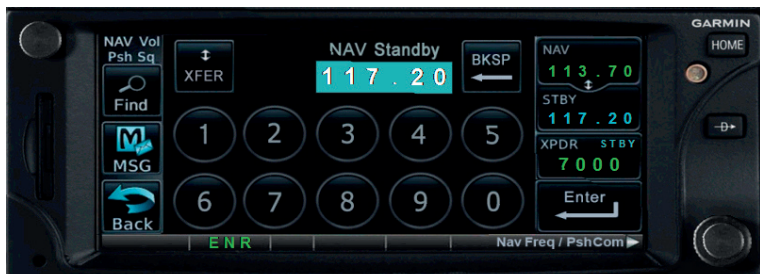 GARMIN
NAV Vol
Psh Sq
XFER
NAV Standby
117.20
BKSP
NAV
113.70
HOME
Find
STBY
117.20
MSG
1
2
3
4
5
XPDR STBY
7000
D
Back
6
7
8
9
0
Enter
ENR
Nav Freq / PshCom